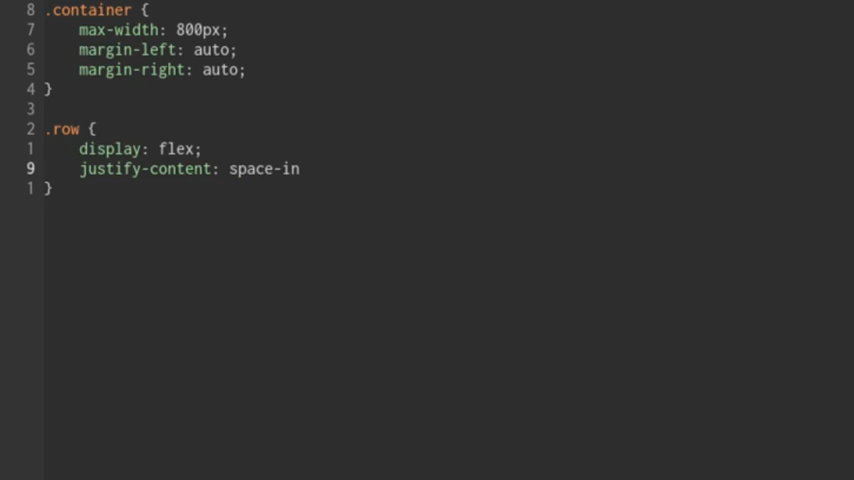 8 .container {
7     max-width: 800px;
6     margin-left: auto;
5     margin-right: auto;
4 }
3
2 .row {
1     display: flex;
9     justify-content: space-in
1 }